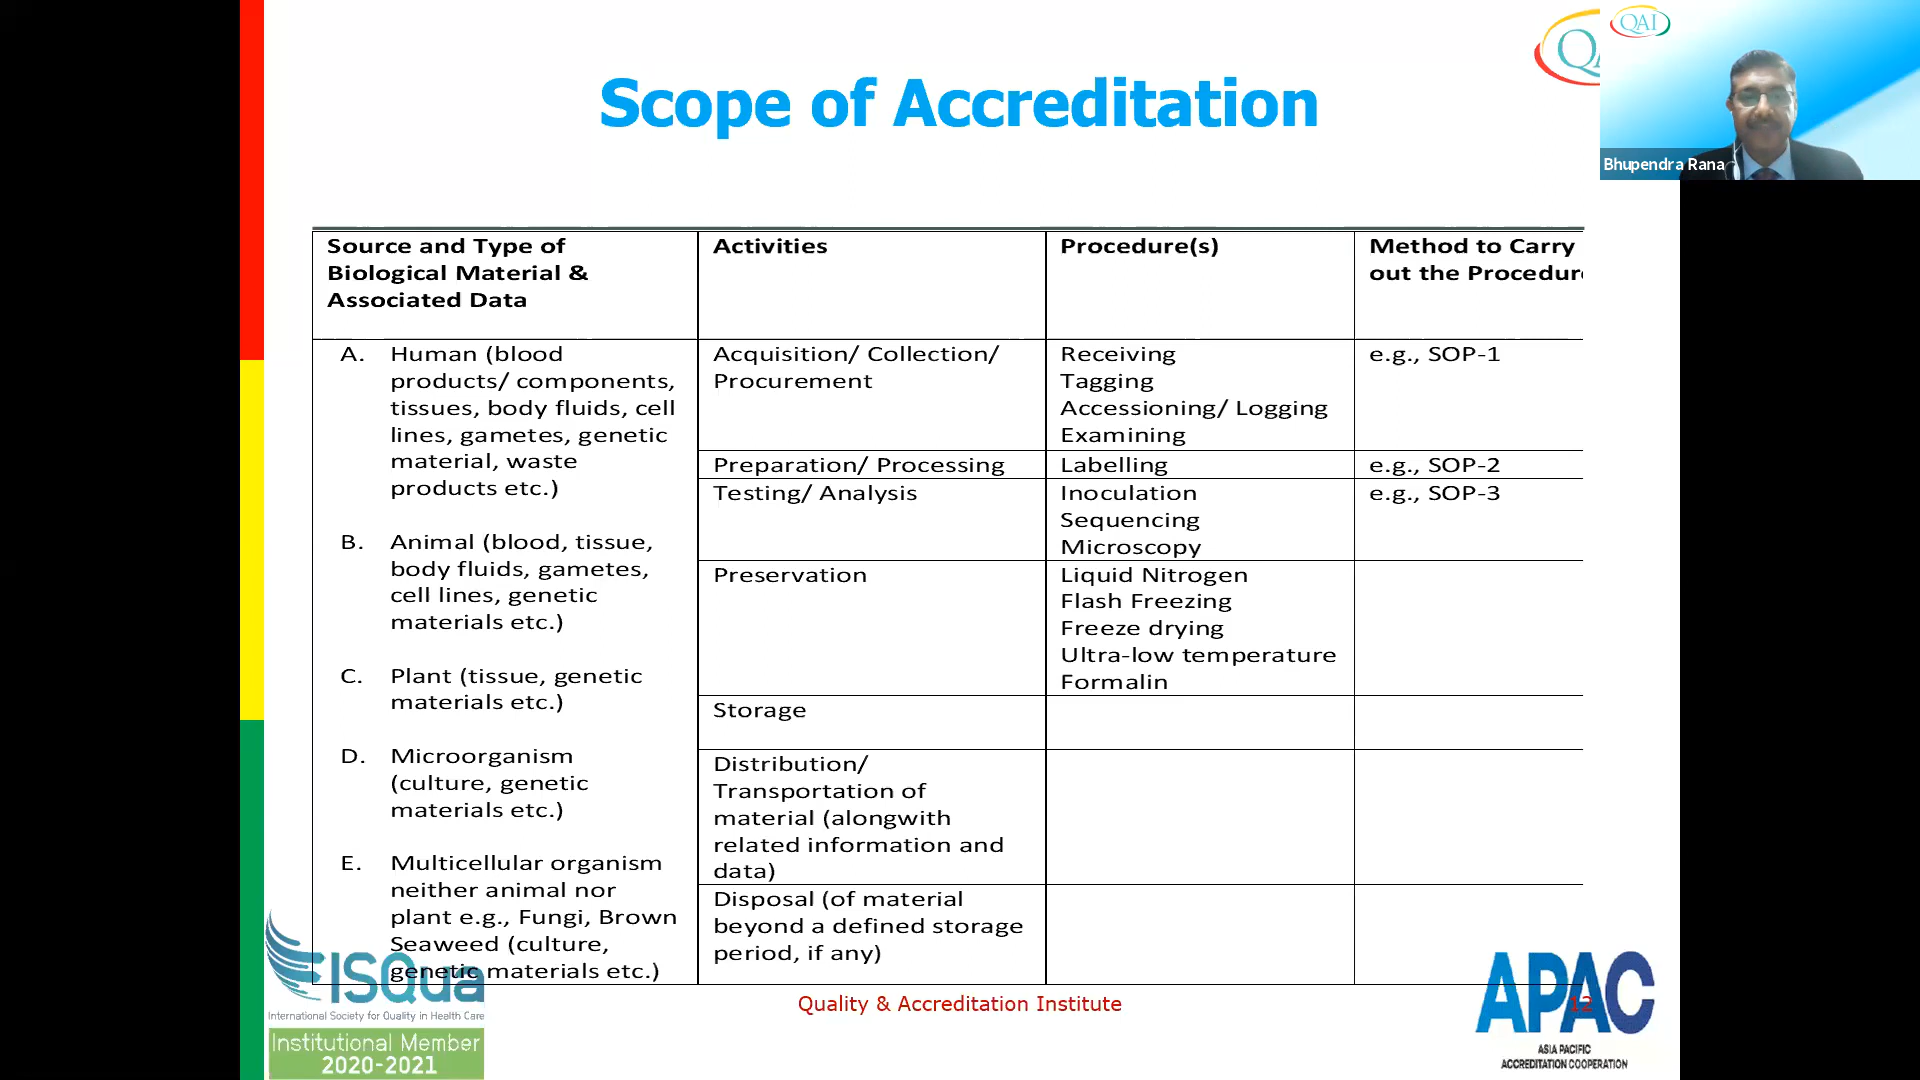 QAI
Bhupendra Rana
Scope of Accreditation
Source and Type of
Biological Material &
Associated Data
Activities
Procedure(s)
Method to Carry
out the Procedure
A. Human (blood
products/ components,
tissues, body fluids, cell
lines, gametes, genetic
material, waste
products etc.)
B. Animal (blood, tissue,
body fluids, gametes,
cell lines, genetic
materials etc.)
C. Plant (tissue, genetic
materials etc.)
D. Microorganism
(culture, genetic
materials etc.)
E. Multicellular organism
neither animal nor
plant e.g., Fungi, Brown
Seaweed (culture,
genetic materials etc.)
Acquisition/ Collection/
Procurement
Receiving
Tagging
Accessioning/ Logging
Examining
e.g., SOP-1
Preparation/ Processing
Labelling
e.g., SOP-2
Testing/ Analysis
Inoculation
Sequencing
Microscopy
e.g., SOP-3
Preservation
Liquid Nitrogen
Flash Freezing
Freeze drying
Ultra-low temperature
Formalin
Storage
Distribution/
Transportation of
material (alongwith
related information and
data)
Disposal (of material
beyond a defined storage
period, if any)
ISQua
International Society for Quality in Health Care
Institutional Member
2020-2021
Quality & Accreditation Institute
12
APAC
ASIA PACIFIC
ACCREDITATION COOPERATION